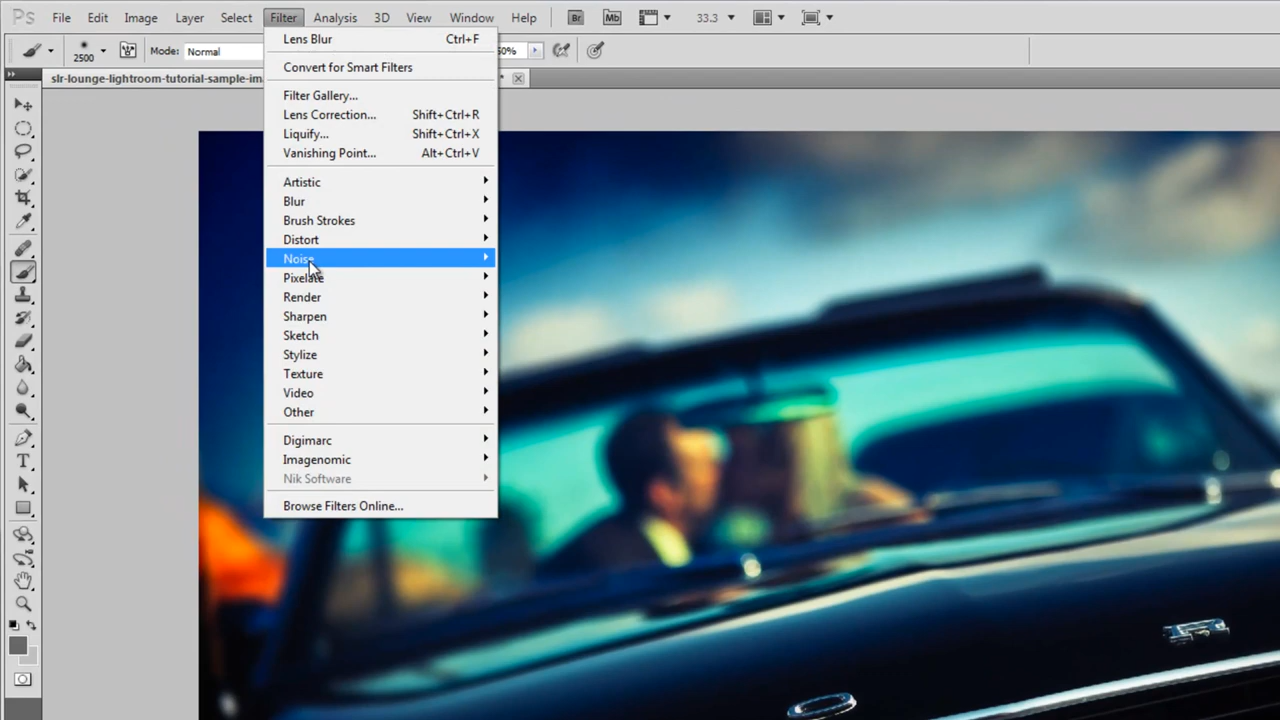 Ps File Edit Image Layer Select Filter Analysis 3D View Window Help Br Mb 33.3
2500 Mode: Normal 
slr-lounge-lightroom-tutorial-sample-im
Lens Blur Ctrl+F
Convert for Smart Filters
Filter Gallery...
Lens Correction... Shift+Ctrl+R
Liquify... Shift+Ctrl+X
Vanishing Point... Alt+Ctrl+V
Artistic
Blur
Brush Strokes
Distort
Noise
Pixelate
Render
Sharpen
Sketch
Stylize
Texture
Video
Other
Digimarc
Imagenomic
Nik Software
Browse Filters Online...
T
O
R